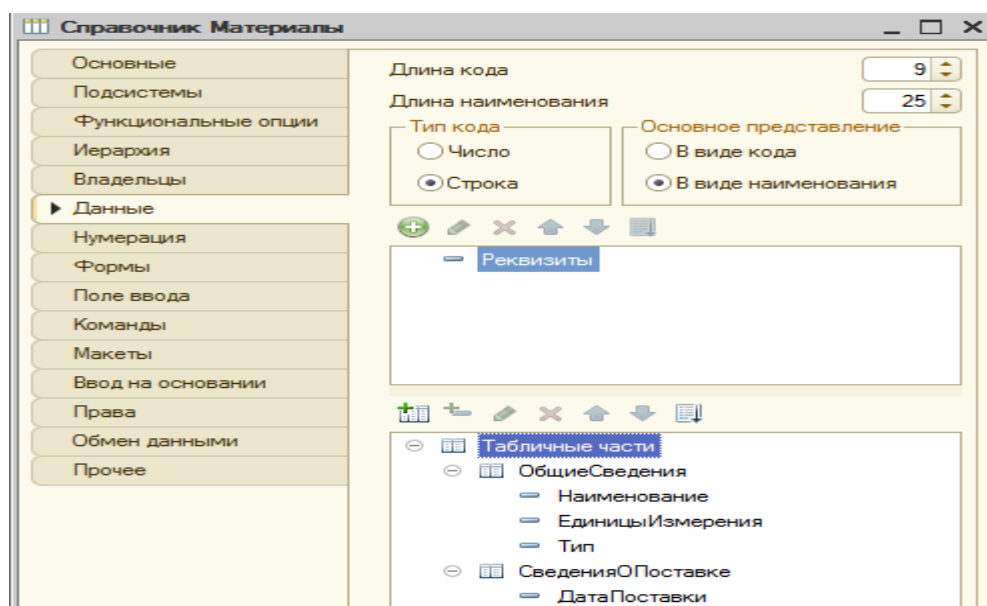 Справочник Материалы
Основные
Подсистемы
Функциональные опции
Иерархия
Владельцы
Данные
Нумерация
Формы
Поле ввода
Команды
Макеты
Ввод на основании
Права
Обмен данными
Прочее
Длина кода 9
Длина наименования 25
Тип кода
Число
Строка
Основное представление
В виде кода
В виде наименования
Реквизиты
Табличные части
ОбщиеСведения
Наименование
ЕдиницыИзмерения
Тип
СведенияОПоставке
ДатаПоставки